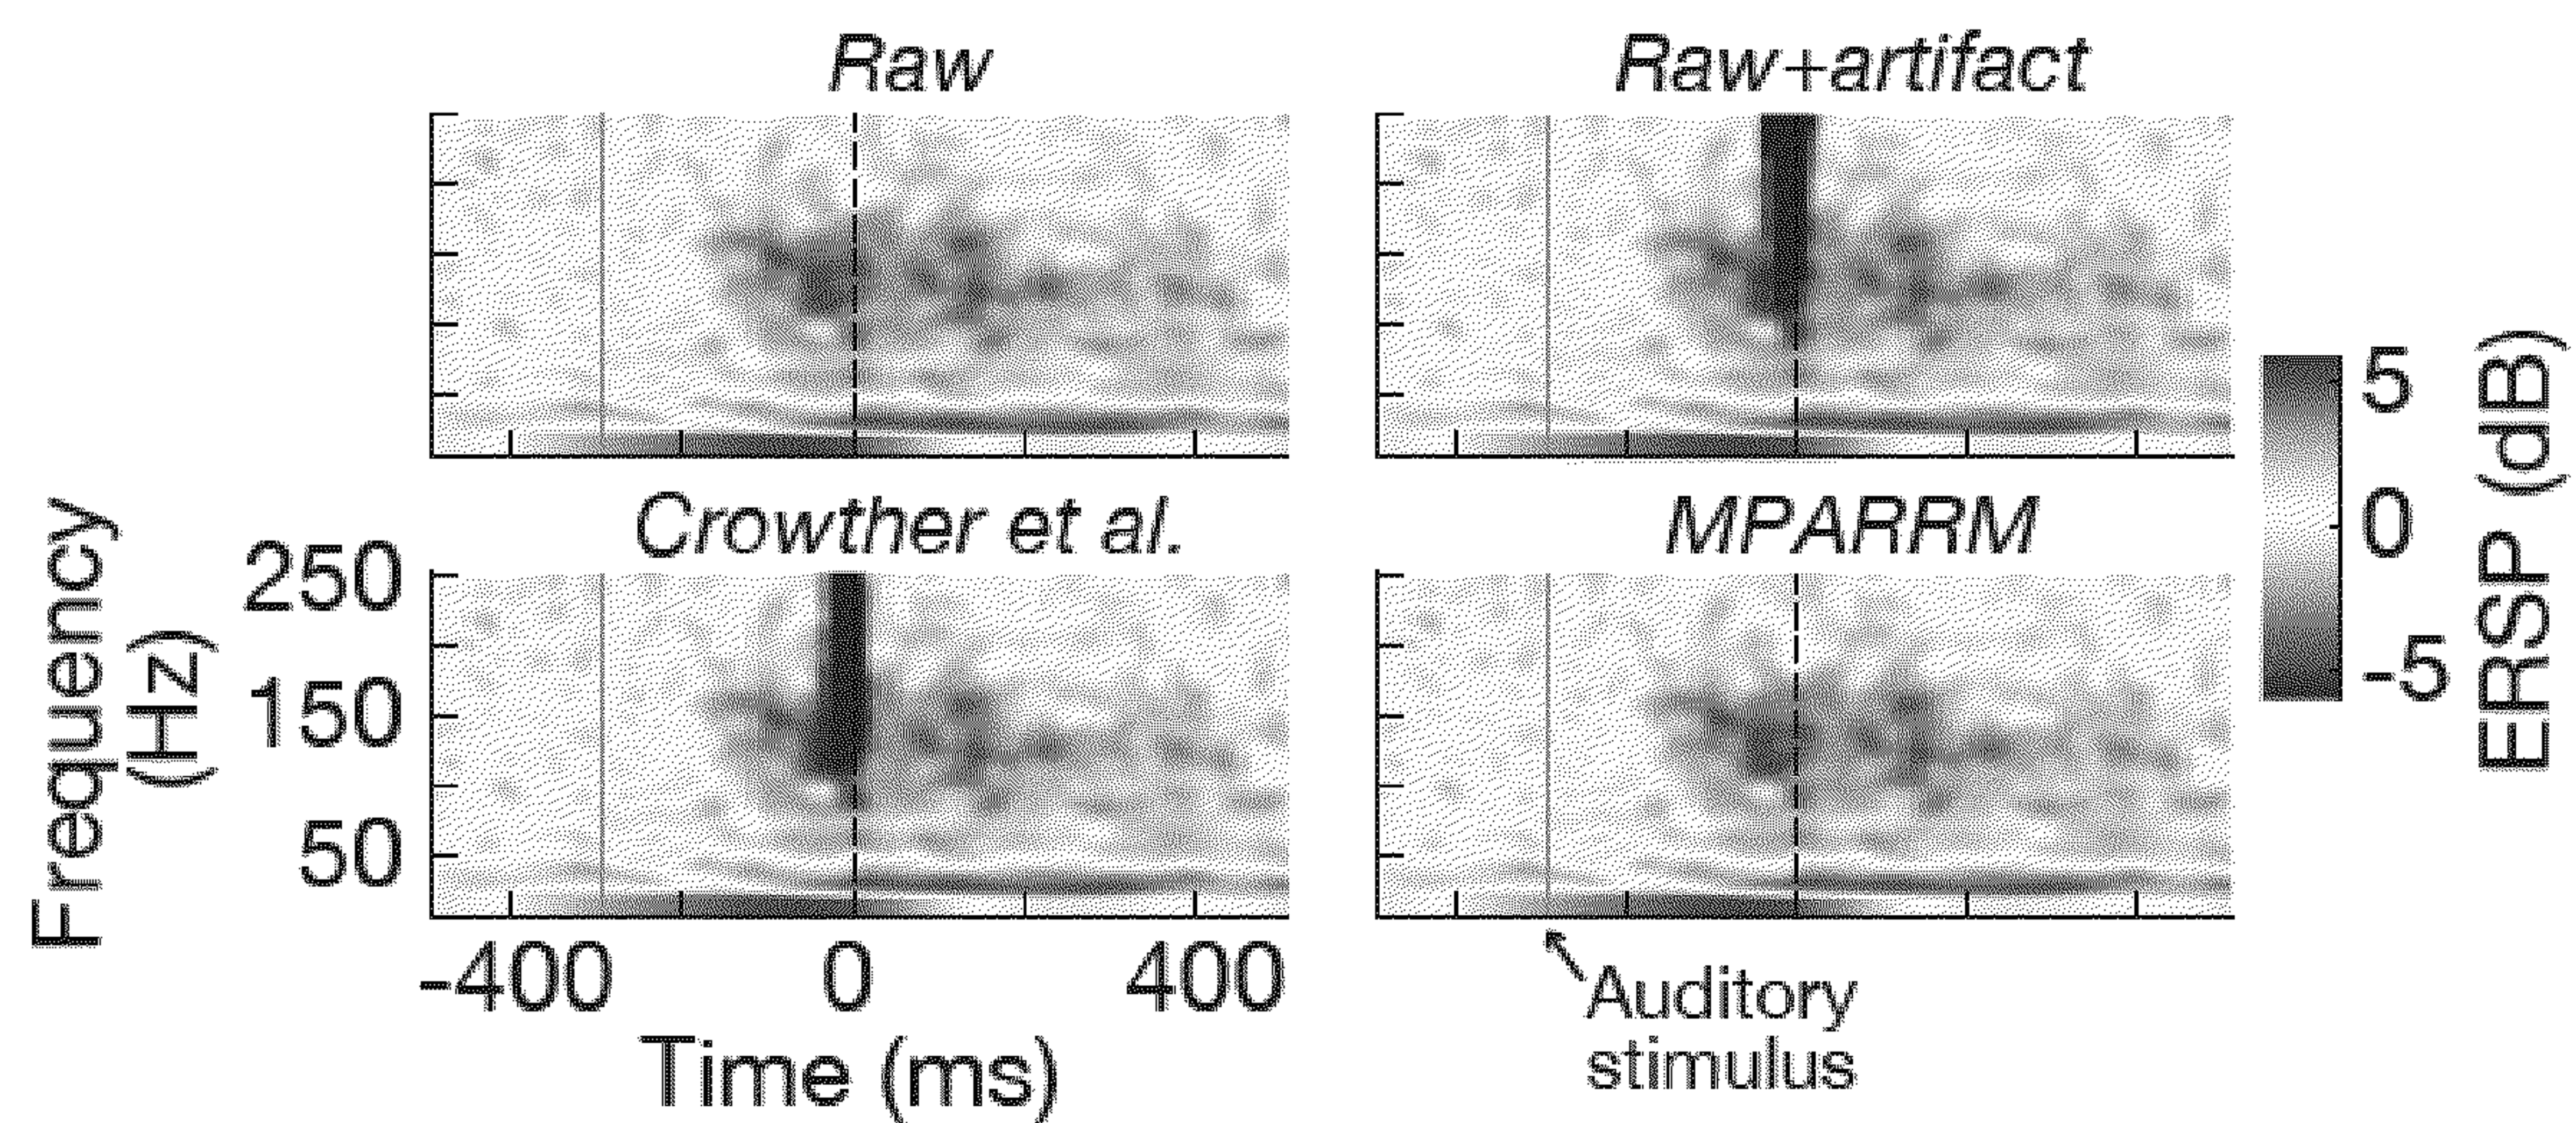 Raw
Raw+artifact
Crowther et al.
MPARRM
Frequency
(Hz)
250
150
50
-400
0
400
Time (ms)
Auditory
stimulus
5
0
-5
ERSP (dB)